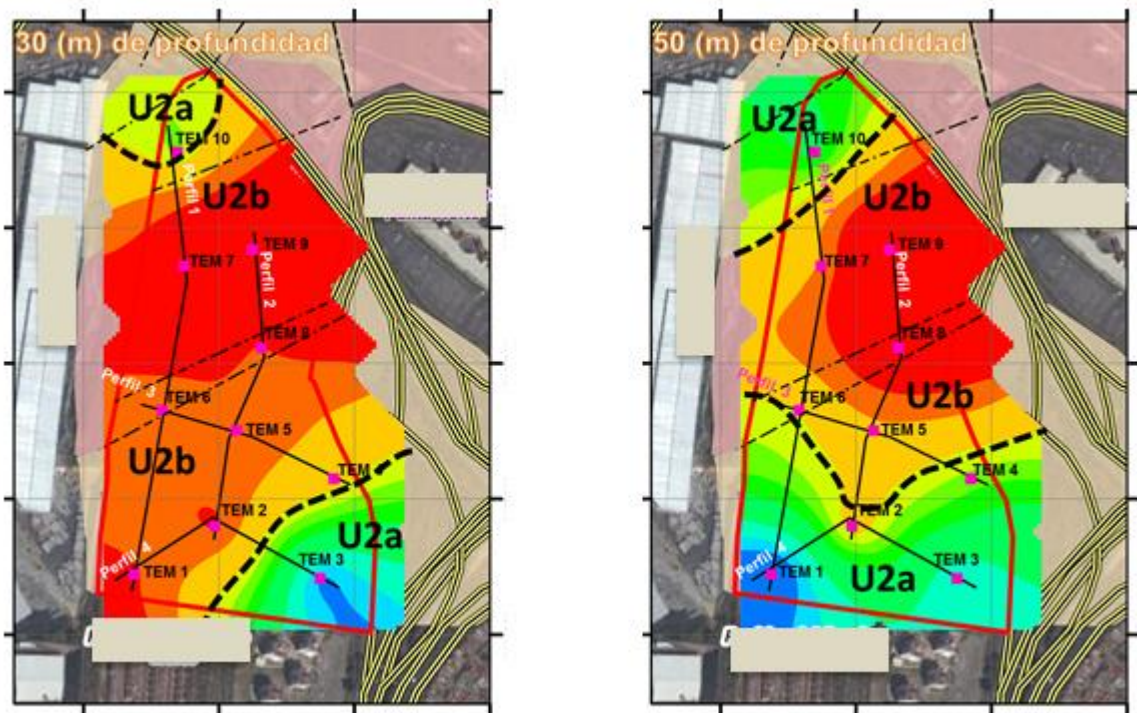 30 (m) de profundidad
U2a
TEM 10
Perfil 1
U2b
TEM 9
TEM 7
Perfil 2
TEM 8
Perfil 3
TEM 6
TEM 5
U2b
TEM
TEM 2
U2a
Perfil 4
TEM 1
TEM 3
50 (m) de profundidad
U2a
TEM 10
U2b
TEM 9
TEM 7
Perfil 2
TEM 8
Perfil 3
U2b
TEM 6
TEM 5
TEM 4
TEM 2
TEM 1
U2a
TEM 3